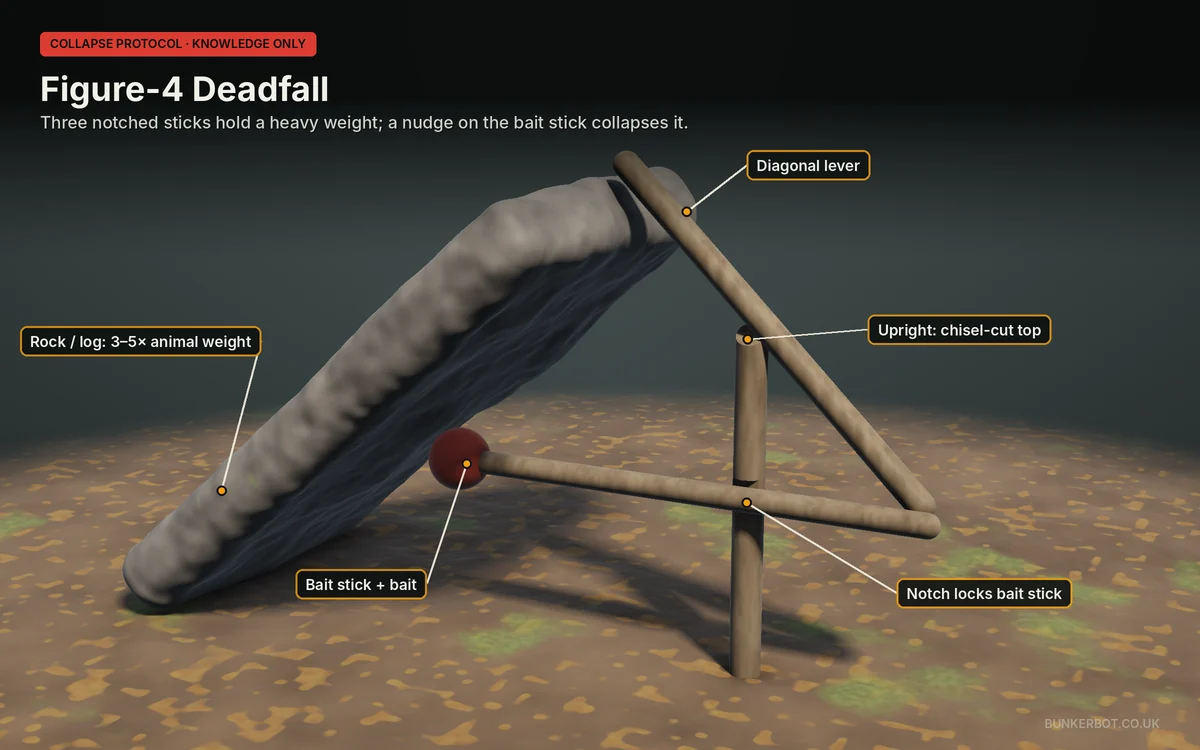 COLLAPSE PROTOCOL · KNOWLEDGE ONLY
Figure-4 Deadfall
Three notched sticks hold a heavy weight; a nudge on the bait stick collapses it.
Diagonal lever
Upright: chisel-cut top
Rock / log: 3–5× animal weight
Bait stick + bait
Notch locks bait stick
BUNKERBOT.CO.UK